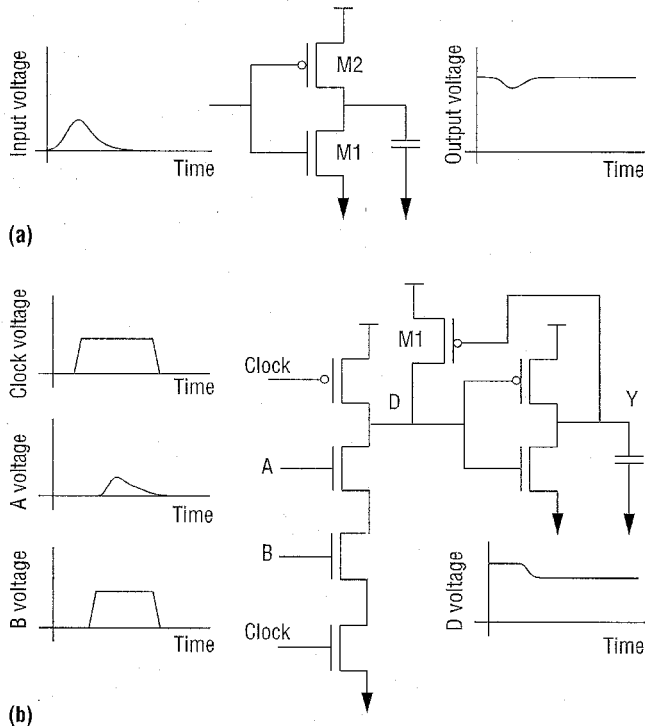 Input voltage
Time
M2
M1
Output voltage
Time
(a)
Clock voltage
Time
A voltage
Time
B voltage
Time
Clock
A
B
Clock
M1
D
Y
D voltage
Time
(b)